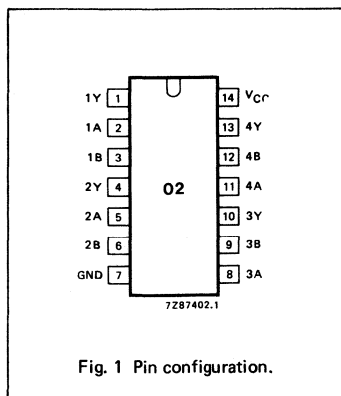 1Y 1 14 VCC
1A 2 13 4Y
1B 3 12 4B
2Y 4 02 11 4A
2A 5 10 3Y
2B 6 9 3B
GND 7 8 3A
7Z87402.1
Fig. 1 Pin configuration.